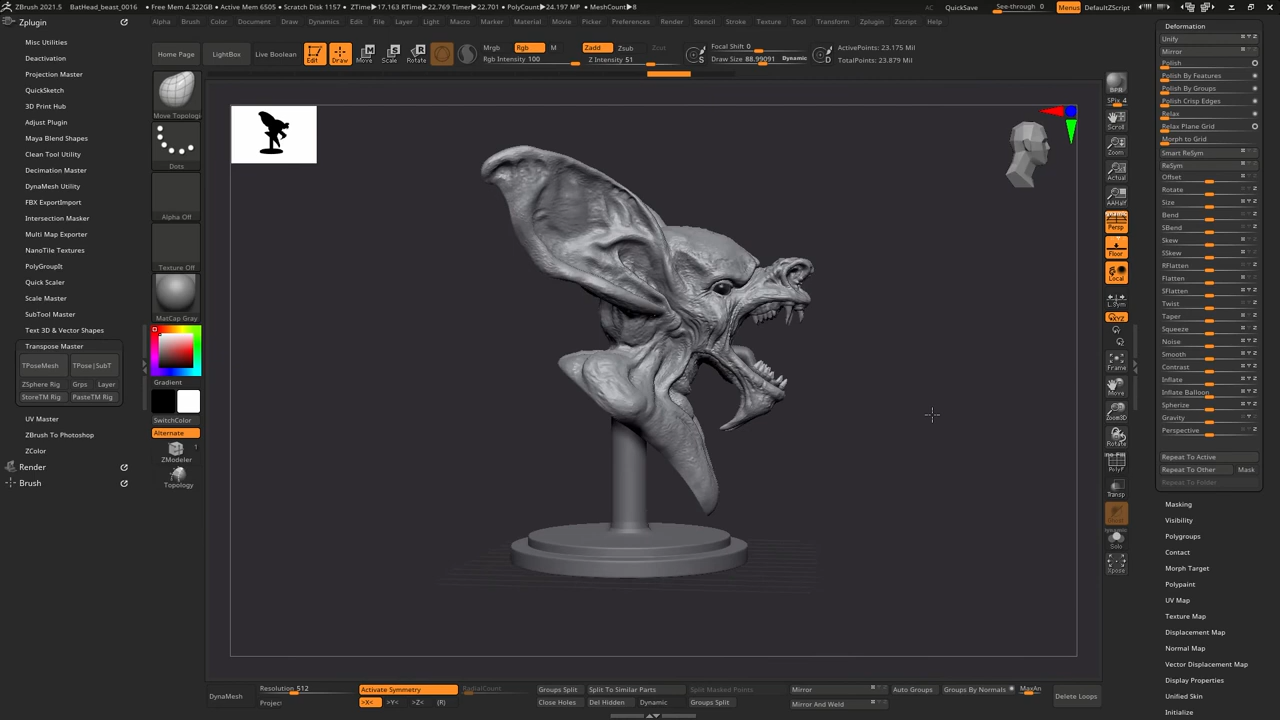 ZBrush 2021.5 BatHead_beast_0016 • Free Mem 4.322GB • Active Mem 6505 • Scratch Disk 1157 • ZTime▶17.163 RTime▶22.769 Timer▶22.701 • PolyCount▶24.197 MP • MeshCount▶8 AC QuickSave See-through 0 Menus DefaultZScript
Zplugin Alpha Brush Color Document Draw Dynamics Edit File Layer Light Macro Marker Material Movie Picker Preferences Render Stencil Stroke Texture Tool Transform Zplugin Zscript Help
Misc Utilities
Deactivation
Projection Master
QuickSketch
3D Print Hub
Adjust Plugin
Maya Blend Shapes
Clean Tool Utility
Decimation Master
DynaMesh Utility
FBX ExportImport
Intersection Masker
Multi Map Exporter
NanoTile Textures
PolyGroupIt
Quick Scaler
Scale Master
SubTool Master
Text 3D & Vector Shapes
Transpose Master
TPoseMesh TPose|SubT
ZSphere Rig Grps Layer
StoreTM Rig PasteTM Rig
UV Master
ZBrush To Photoshop
ZColor
Render
Brush
Home Page LightBox Live Boolean Edit Draw Move Scale Rotate
Mrgb Rgb M Zadd Zsub Zcut
Rgb Intensity 100 Z Intensity 51
Focal Shift 0
Draw Size 88.99091 Dynamic
S D
ActivePoints: 23.175 Mil
TotalPoints: 23.879 Mil
Move Topologi
Dots
Alpha Off
Texture Off
MatCap Gray
Gradient
SwitchColor
Alternate
1
ZModeler
Topology
BPR
SPix 4
Scroll
Zoom
Actual
AAHalf
Persp
Floor
Local
L.Sym
XYZ
Frame
Move
Zoom3D
Rotate
PolyF
Transp
Solo
Xpose
Deformation
Unify
Mirror
Polish
Polish By Features
Polish By Groups
Polish Crisp Edges
Relax
Relax Plane Grid
Morph to Grid
Smart ReSym
ReSym
Offset
Rotate
Size
Bend
SBend
Skew
SSkew
RFlatten
Flatten
SFlatten
Twist
Taper
Squeeze
Noise
Smooth
Contrast
Inflate
Inflate Balloon
Spherize
Gravity
Perspective
Repeat To Active
Repeat To Other Mask
Repeat To Folder
Masking
Visibility
Polygroups
Contact
Morph Target
Polypaint
UV Map
Texture Map
Displacement Map
Normal Map
Vector Displacement Map
Display Properties
Unified Skin
Initialize
DynaMesh Resolution 512 Activate Symmetry RadialCount Groups Split Split To Similar Parts Split Masked Points Mirror Auto Groups Groups By Normals MaxAn Delete Loops
Project >X< >Y< >Z< (R) Close Holes Del Hidden Dynamic Groups Split Mirror And Weld